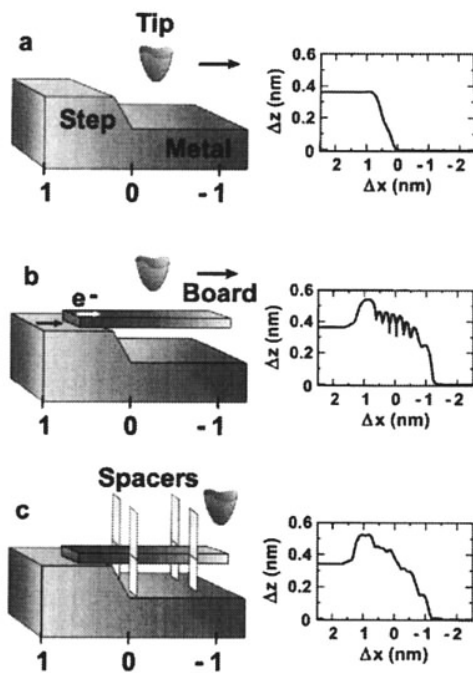 a
Tip
Step
Metal
1 0 -1
Δz (nm)
0.6
0.4
0.2
0
2 1 0 -1 -2
Δx (nm)
b
e-
Board
1 0 -1
Δz (nm)
0.6
0.4
0.2
0
2 1 0 -1 -2
Δx (nm)
Spacers
c
1 0 -1
Δz (nm)
0.6
0.4
0.2
0
2 1 0 -1 -2
Δx (nm)